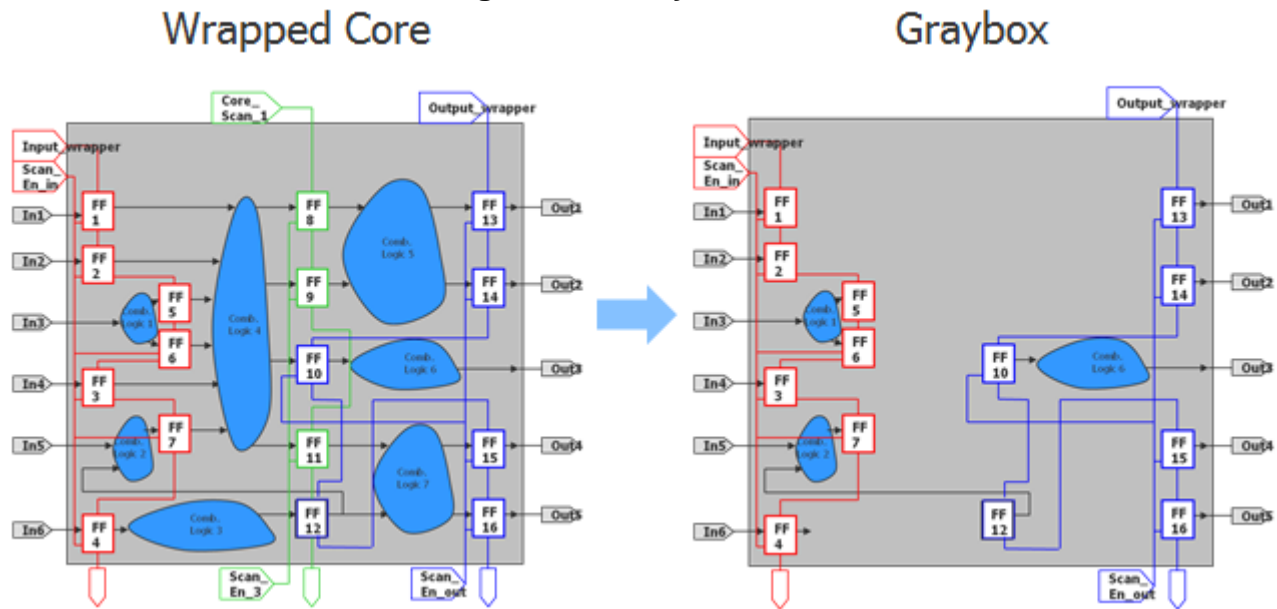 Wrapped Core
Graybox
Core_
Scan_1
Output_wrapper
Input_wrapper
Scan_
En_in
In1
In2
In3
In4
In5
In6
FF
1
FF
2
FF
5
FF
6
FF
3
FF
7
FF
4
Comb.
Logic 1
Comb.
Logic 2
Comb.
Logic 3
Comb.
Logic 4
FF
8
FF
9
FF
10
FF
11
FF
12
Comb.
Logic 5
Comb.
Logic 6
Comb.
Logic 7
FF
13
FF
14
FF
15
FF
16
Out1
Out2
Out3
Out4
Out5
Scan_
En_3
Scan_
En_out
Output_wrapper
Input_wrapper
Scan_
En_in
In1
In2
In3
In4
In5
In6
FF
1
FF
2
FF
5
FF
6
FF
3
FF
7
FF
4
Comb.
Logic 1
Comb.
Logic 2
FF
10
FF
12
Comb.
Logic 6
FF
13
FF
14
FF
15
FF
16
Out1
Out2
Out3
Out4
Out5
Scan_
En_out